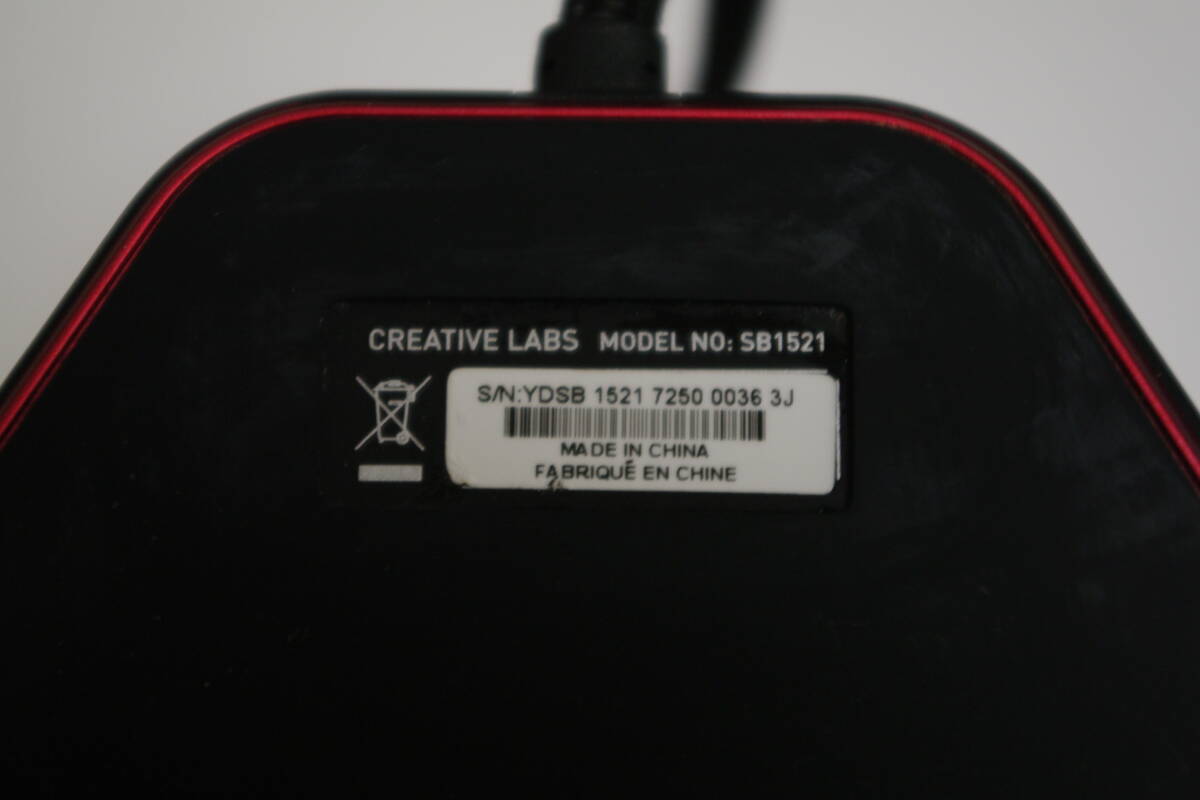 CREATIVE LABS MODEL NO: SB1521
S/N:YDSB 1521 7250 0036 3J
MADE IN CHINA
FABRIQUÉ EN CHINE